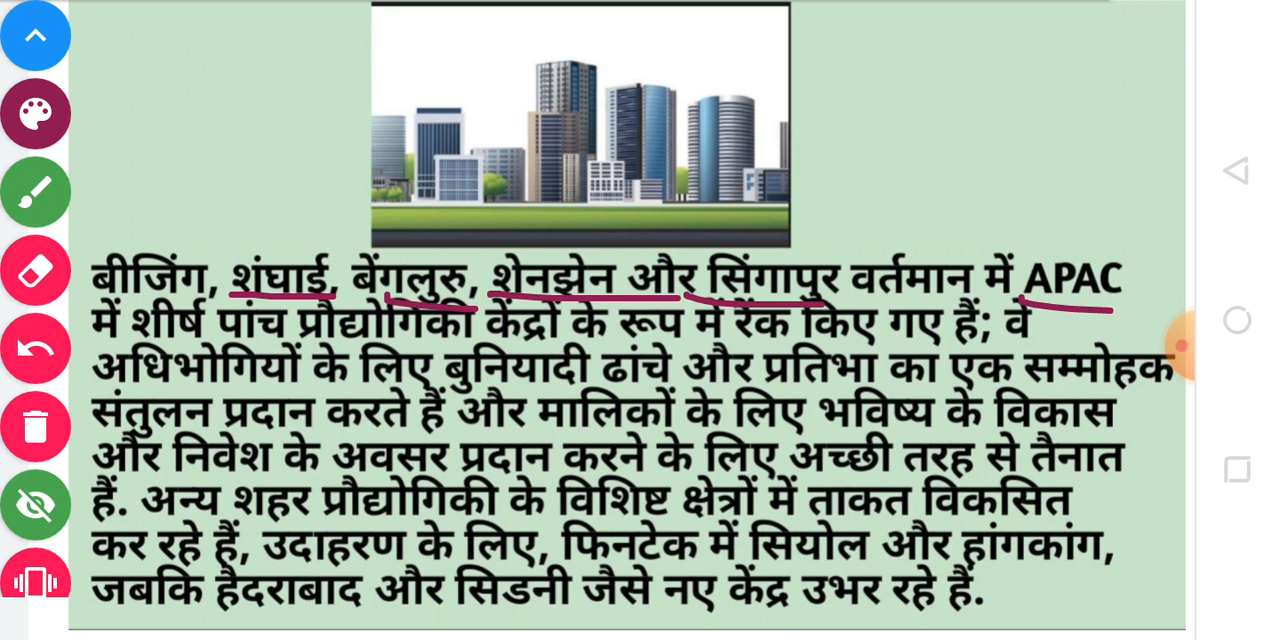 बीजिंग, शंघाई, बेंगलुरु, शेनझेन और सिंगापुर वर्तमान में APAC
में शीर्ष पांच प्रौद्योगिकी केंद्रों के रूप में रैंक किए गए हैं; वे
अधिभोगियों के लिए बुनियादी ढांचे और प्रतिभा का एक सम्मोहक
संतुलन प्रदान करते हैं और मालिकों के लिए भविष्य के विकास
और निवेश के अवसर प्रदान करने के लिए अच्छी तरह से तैनात
हैं. अन्य शहर प्रौद्योगिकी के विशिष्ट क्षेत्रों में ताकत विकसित
कर रहे हैं, उदाहरण के लिए, फिनटेक में सियोल और हांगकांग,
जबकि हैदराबाद और सिडनी जैसे नए केंद्र उभर रहे हैं.